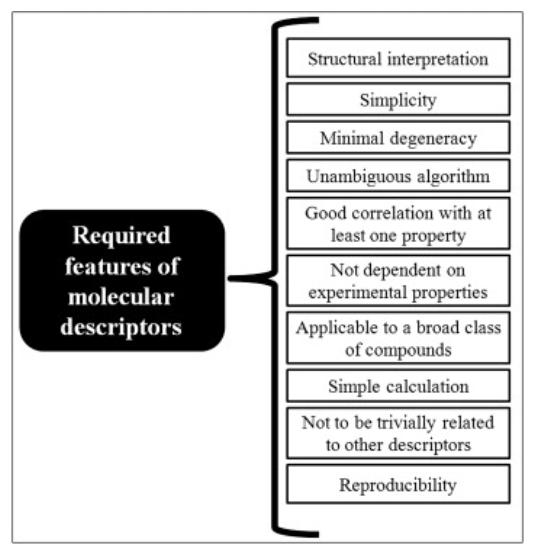 Required
features of
molecular
descriptors
Structural interpretation
Simplicity
Minimal degeneracy
Unambiguous algorithm
Good correlation with at
least one property
Not dependent on
experimental properties
Applicable to a broad class
of compounds
Simple calculation
Not to be trivially related
to other descriptors
Reproducibility